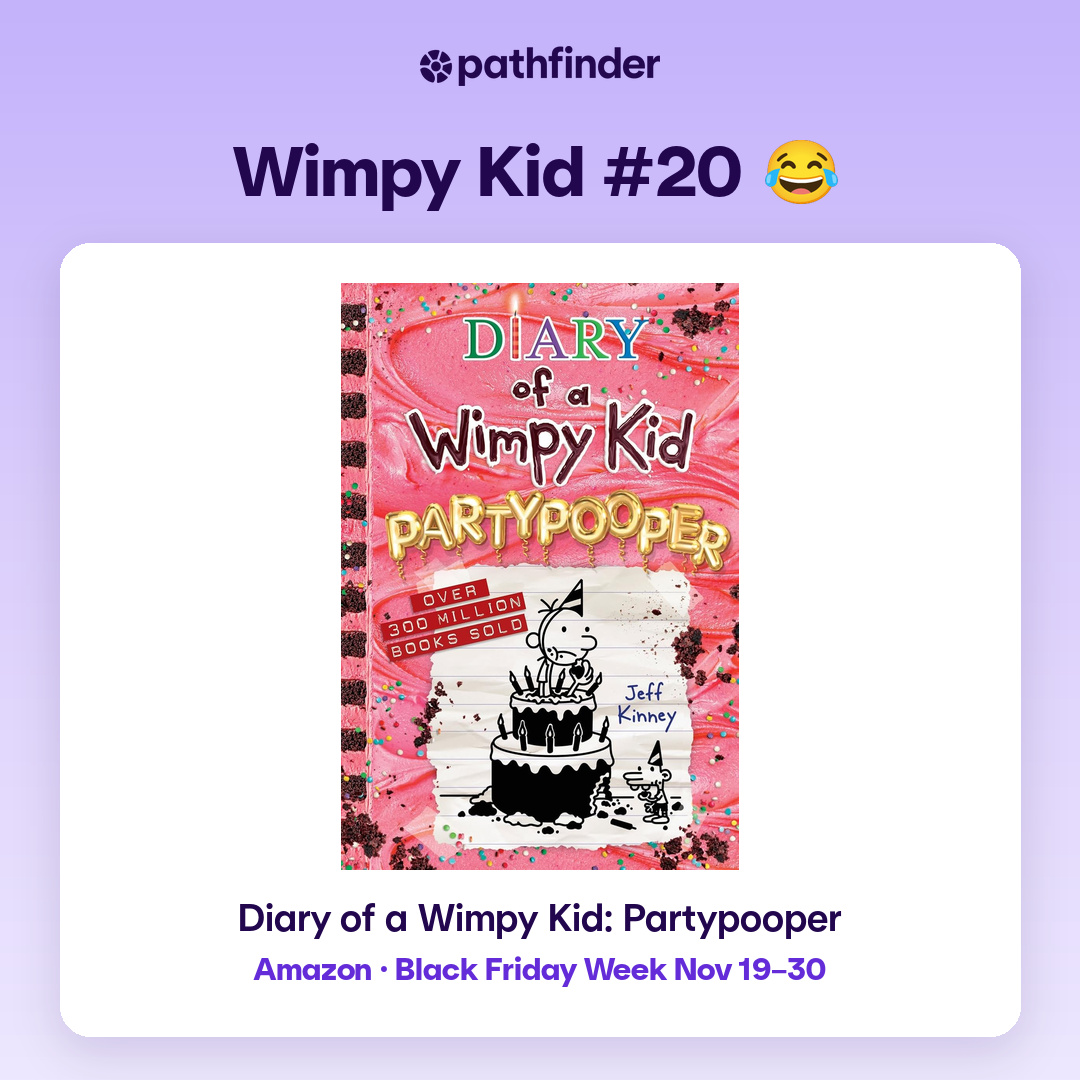 pathfinder
Wimpy Kid #20 😂
DIARY
of a
Wimpy Kid
PARTYPOOPER
OVER
300 MILLION
BOOKS SOLD
Jeff
Kinney
Diary of a Wimpy Kid: Partypooper
Amazon · Black Friday Week Nov 19–30